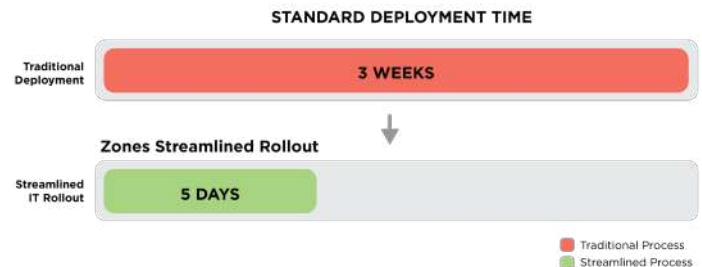 STANDARD DEPLOYMENT TIME
Traditional
Deployment
3 WEEKS
Zones Streamlined Rollout
Streamlined
IT Rollout
5 DAYS
Traditional Process
Streamlined Process